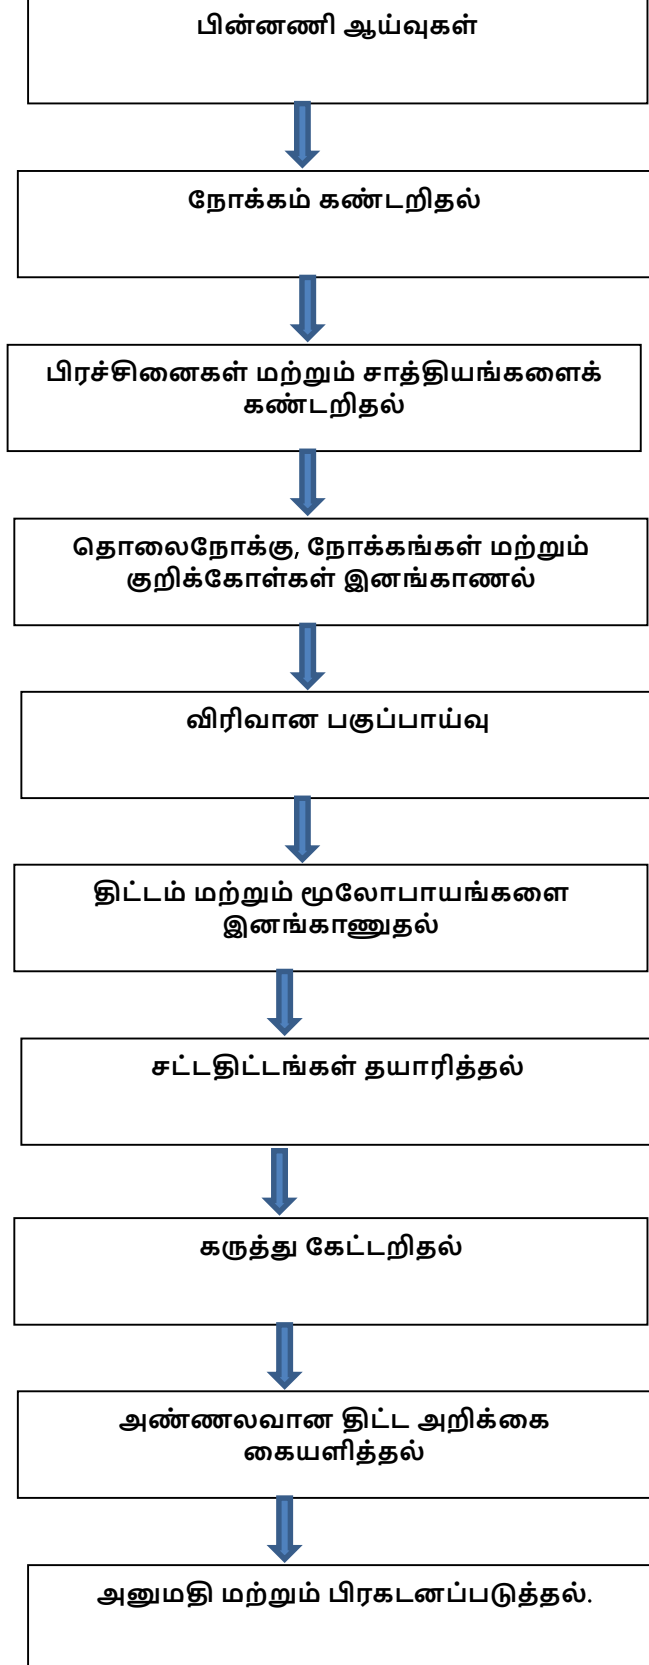 பின்னணி ஆய்வுகள்
நோக்கம் கண்டறிதல்
பிரச்சினைகள் மற்றும் சாத்தியங்களைக்
கண்டறிதல்
தொலைநோக்கு, நோக்கங்கள் மற்றும்
குறிக்கோள்கள் இனங்காணல்
விரிவான பகுப்பாய்வு
திட்டம் மற்றும் மூலோபாயங்களை
இனங்காணுதல்
சட்டதிட்டங்கள் தயாரித்தல்
கருத்து கேட்டறிதல்
அண்ணலவான திட்ட அறிக்கை
கையளித்தல்
அனுமதி மற்றும் பிரகடனப்படுத்தல்.